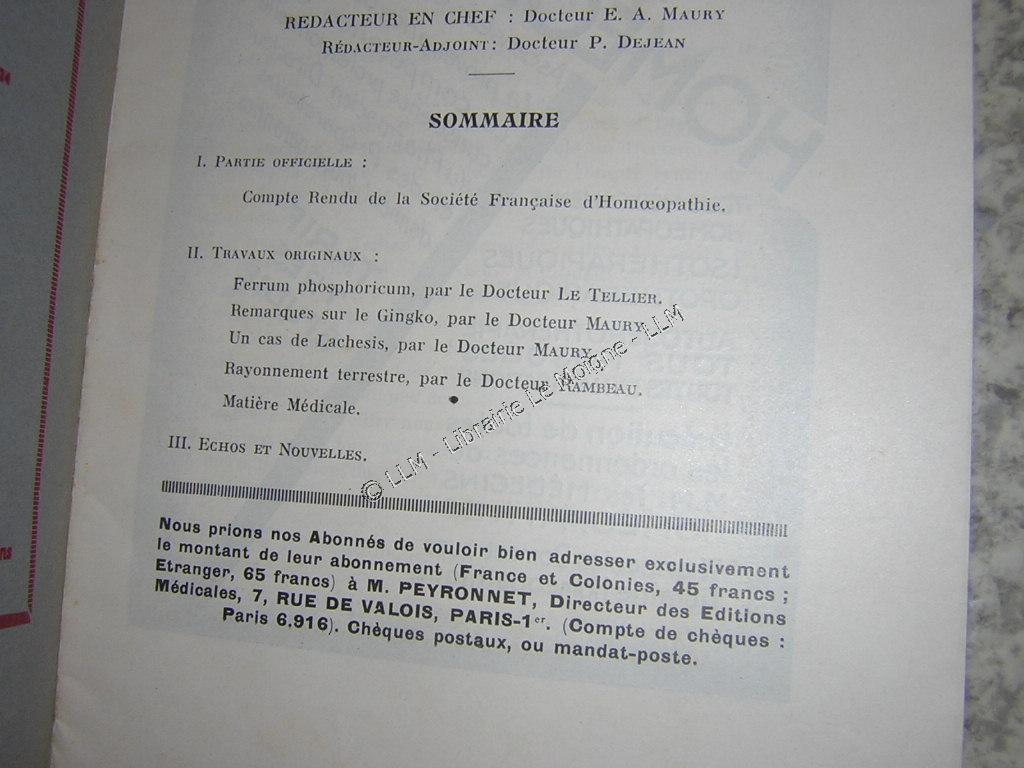 REDACTEUR EN CHEF : Docteur E. A. MAURY
RÉDACTEUR-ADJOINT : Docteur P. DEJEAN
SOMMAIRE
I. PARTIE OFFICIELLE :
Compte Rendu de la Société Française d'Homœopathie.
II. TRAVAUX ORIGINAUX :
Ferrum phosphoricum, par le Docteur LE TELLIER.
Remarques sur le Gingko, par le Docteur MAURY.
Un cas de Lachesis, par le Docteur MAURY.
Rayonnement terrestre, par le Docteur RAMBEAU.
Matière Médicale.
III. ECHOS ET NOUVELLES.
© LLM - Librairie Le Moigne - LLM
Nous prions nos Abonnés de vouloir bien adresser exclusivement
le montant de leur abonnement (France et Colonies, 45 francs ;
Etranger, 65 francs) à M. PEYRONNET, Directeur des Editions
Médicales, 7, RUE DE VALOIS, PARIS-1er. (Compte de chèques :
Paris 6.916). Chèques postaux, ou mandat-poste.